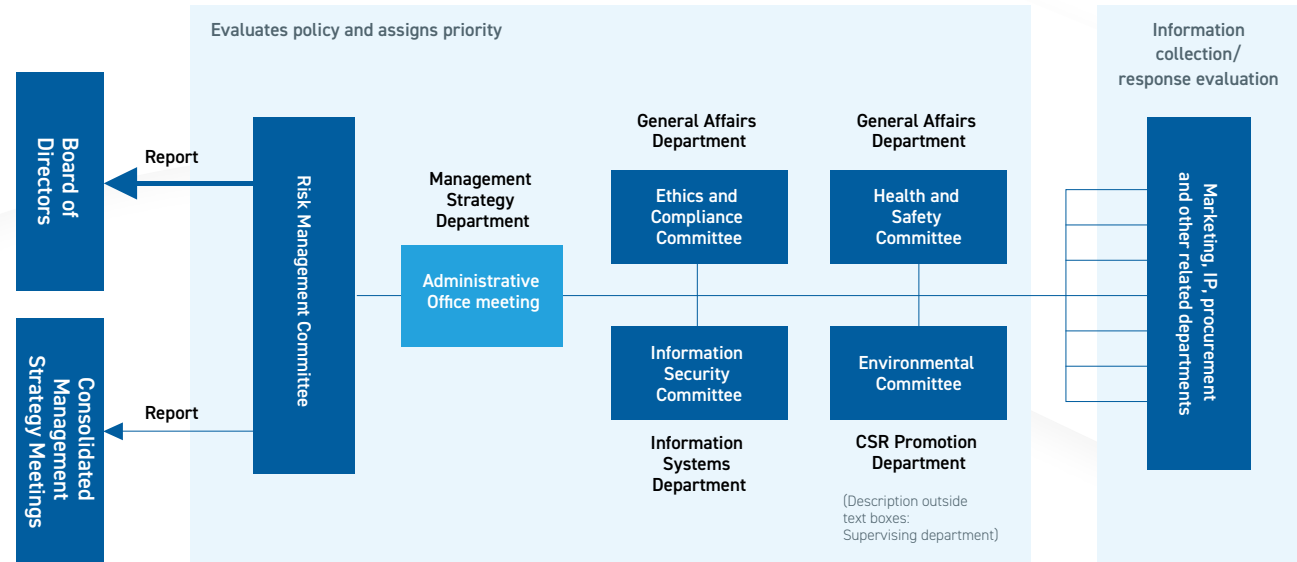 Evaluates policy and assigns priority
Information
collection/
response evaluation
Board of
Directors
Report
Consolidated
Management
Strategy Meetings
Report
Risk Management Committee
Management
Strategy
Department
Administrative
Office meeting
General Affairs
Department
Ethics and
Compliance
Committee
General Affairs
Department
Health and
Safety
Committee
Information
Security
Committee
Information
Systems
Department
Environmental
Committee
CSR Promotion
Department
(Description outside
text boxes:
Supervising department)
Marketing, IP, procurement
and other related departments